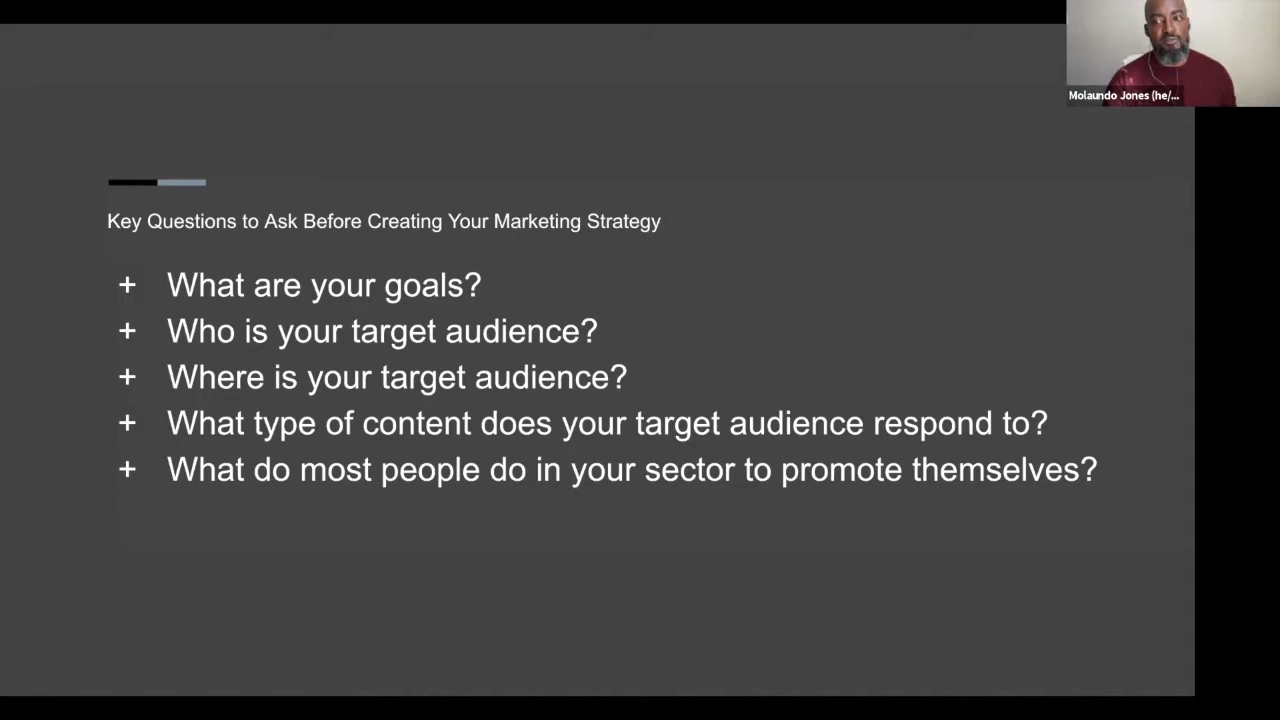 Molaundo Jones (he/...
Key Questions to Ask Before Creating Your Marketing Strategy
+ What are your goals?
+ Who is your target audience?
+ Where is your target audience?
+ What type of content does your target audience respond to?
+ What do most people do in your sector to promote themselves?